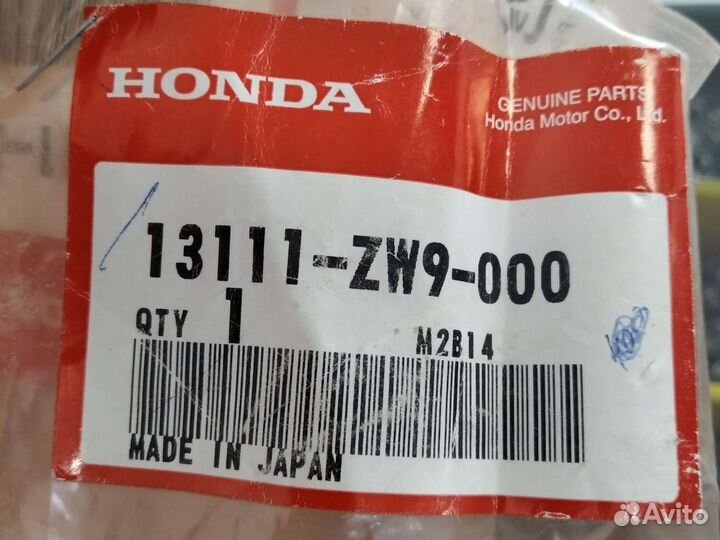 HONDA
GENUINE PARTS
Honda Motor Co., Ltd.
13111-ZW9-000
QTY 1
M2B14
MADE IN JAPAN
Avito